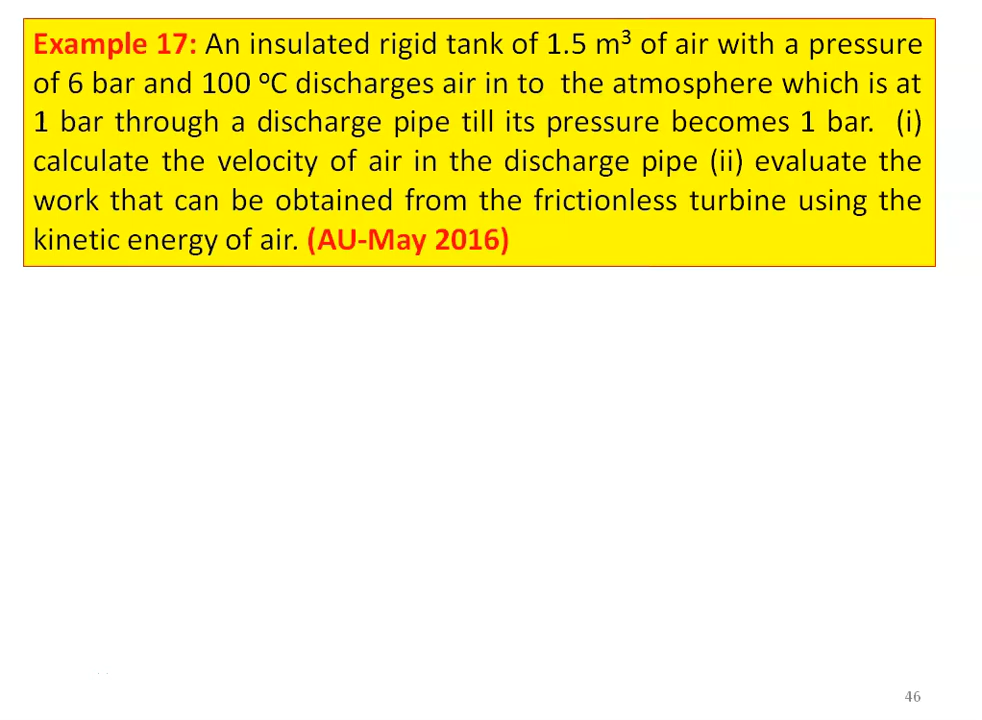 Example 17: An insulated rigid tank of 1.5 m³ of air with a pressure
of 6 bar and 100 ºC discharges air in to the atmosphere which is at
1 bar through a discharge pipe till its pressure becomes 1 bar. (i)
calculate the velocity of air in the discharge pipe (ii) evaluate the
work that can be obtained from the frictionless turbine using the
kinetic energy of air. (AU-May 2016)
46